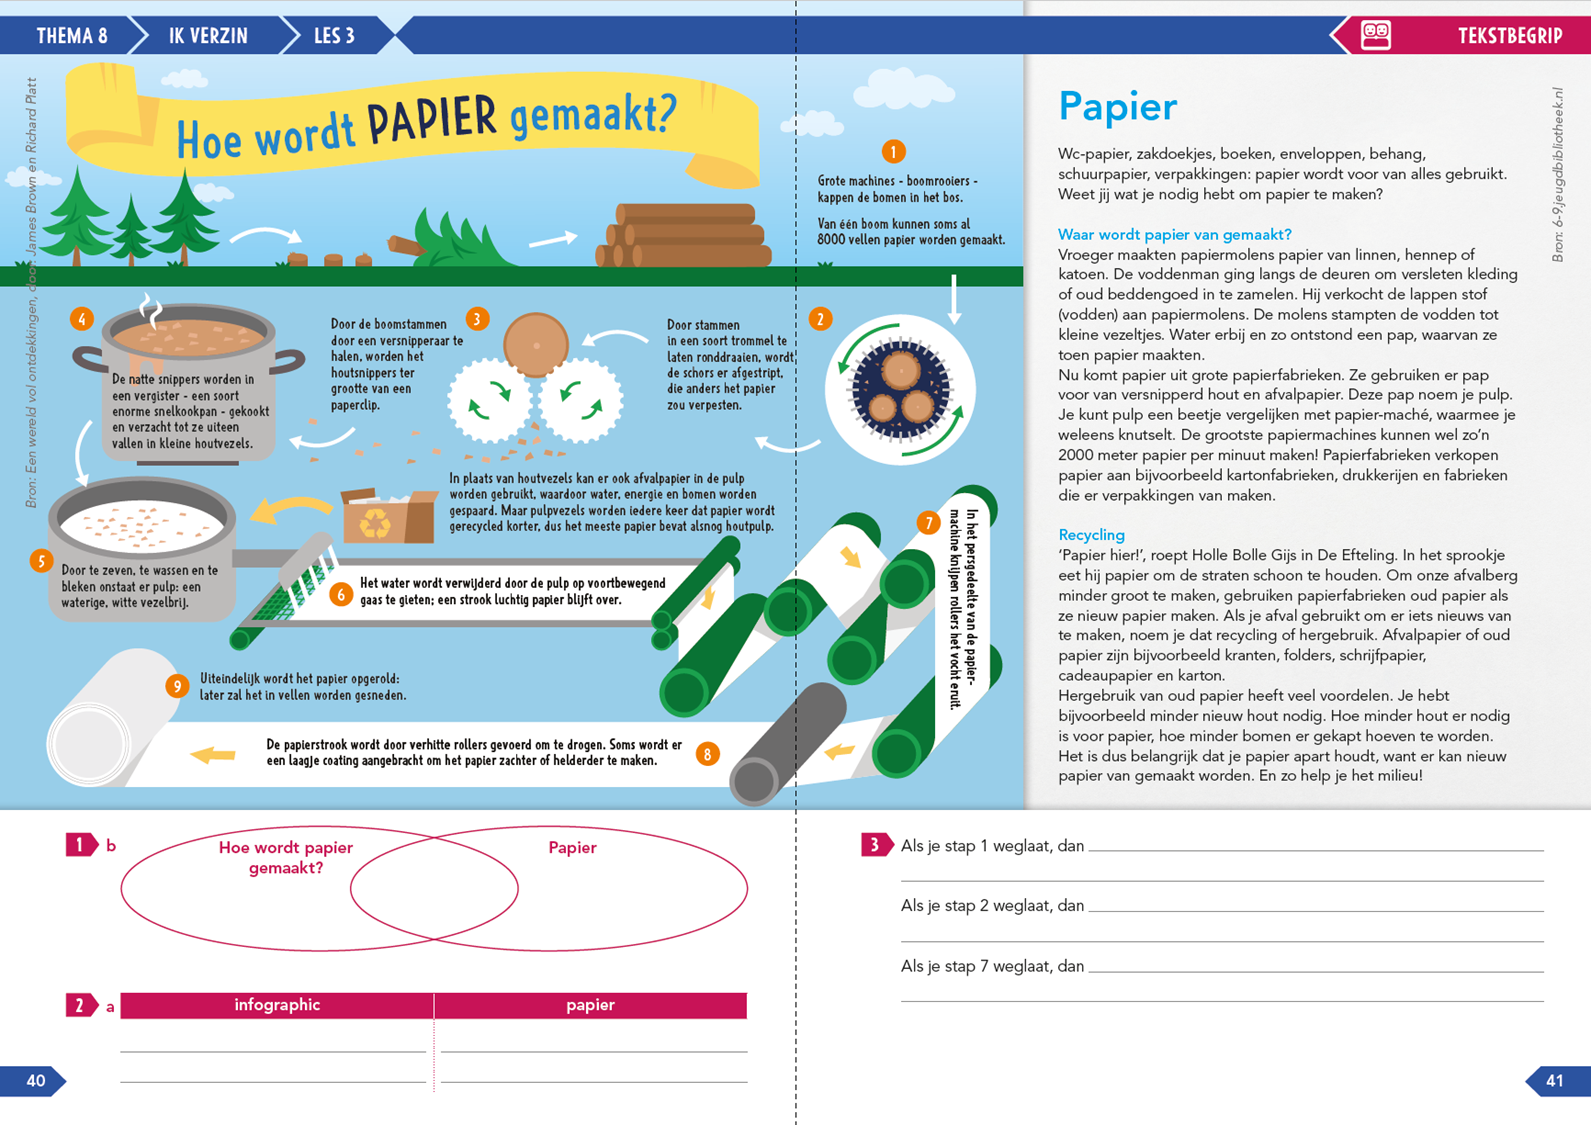 THEMA 8
IK VERZIN
LES 3
TEKSTBEGRIP
Bron: Een wereld vol ontdekkingen, door: James Brown en Richard Platt
Hoe wordt PAPIER gemaakt?
1
Grote machines - boomrooiers -
kappen de bomen in het bos.
Van één boom kunnen soms al
8000 vellen papier worden gemaakt.
2
Door stammen
in een soort trommel te
laten ronddraaien, wordt
de schors er afgestript,
die anders het papier
zou verpesten.
3
Door de boomstammen
door een versnipperaar te
halen, worden het
houtsnippers ter
grootte van een
paperclip.
4
De natte snippers worden in
een vergister - een soort
enorme snelkookpan - gekookt
en verzacht tot ze uiteen
vallen in kleine houtvezels.
In plaats van houtvezels kan er ook afvalpapier in de pulp
worden gebruikt, waardoor water, energie en bomen worden
gespaard. Maar pulpvezels worden iedere keer dat papier wordt
gerecycled korter, dus het meeste papier bevat alsnog houtpulp.
5
Door te zeven, te wassen en te
bleken onstaat er pulp: een
waterige, witte vezelbrij.
6
Het water wordt verwijderd door de pulp op voortbewegend
gaas te gieten; een strook luchtig papier blijft over.
7
In het persgedeelte van de papier-
machine knijpen rollers het vocht eruit.
8
De papierstrook wordt door verhitte rollers gevoerd om te drogen. Soms wordt er
een laagje coating aangebracht om het papier zachter of helderder te maken.
9
Uiteindelijk wordt het papier opgerold:
later zal het in vellen worden gesneden.
Papier
Wc-papier, zakdoekjes, boeken, enveloppen, behang,
schuurpapier, verpakkingen: papier wordt voor van alles gebruikt.
Weet jij wat je nodig hebt om papier te maken?
Waar wordt papier van gemaakt?
Vroeger maakten papiermolens papier van linnen, hennep of
katoen. De voddenman ging langs de deuren om versleten kleding
of oud beddengoed in te zamelen. Hij verkocht de lappen stof
(vodden) aan papiermolens. De molens stampten de vodden tot
kleine vezeltjes. Water erbij en zo ontstond een pap, waarvan ze
toen papier maakten.
Nu komt papier uit grote papierfabrieken. Ze gebruiken er pap
voor van versnipperd hout en afvalpapier. Deze pap noem je pulp.
Je kunt pulp een beetje vergelijken met papier-maché, waarmee je
weleens knutselt. De grootste papiermachines kunnen wel zo'n
2000 meter papier per minuut maken! Papierfabrieken verkopen
papier aan bijvoorbeeld kartonfabrieken, drukkerijen en fabrieken
die er verpakkingen van maken.
Recycling
'Papier hier!', roept Holle Bolle Gijs in De Efteling. In het sprookje
eet hij papier om de straten schoon te houden. Om onze afvalberg
minder groot te maken, gebruiken papierfabrieken oud papier als
ze nieuw papier maken. Als je afval gebruikt om er iets nieuws van
te maken, noem je dat recycling of hergebruik. Afvalpapier of oud
papier zijn bijvoorbeeld kranten, folders, schrijfpapier,
cadeaupapier en karton.
Hergebruik van oud papier heeft veel voordelen. Je hebt
bijvoorbeeld minder nieuw hout nodig. Hoe minder hout er nodig
is voor papier, hoe minder bomen er gekapt hoeven te worden.
Het is dus belangrijk dat je papier apart houdt, want er kan nieuw
papier van gemaakt worden. En zo help je het milieu!
Bron: 6-9.jeugdbibliotheek.nl
1 b
Hoe wordt papier
gemaakt?
Papier
2 a
infographic
papier
3
Als je stap 1 weglaat, dan
Als je stap 2 weglaat, dan
Als je stap 7 weglaat, dan
40
41